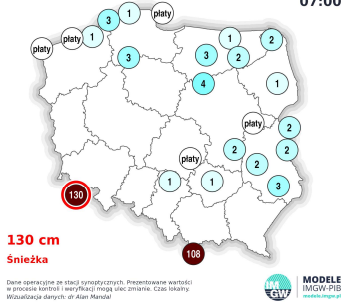 07:00
płaty
1
3
1
płaty
płaty
3
1
2
3
2
4
1
płaty
2
2
2
2
płaty
3
1
1
130
108
130 cm
Śnieżka
Dane operacyjne ze stacji synoptycznych. Prezentowane wartości
w procesie kontroli i weryfikacji mogą ulec zmianie. Czas lokalny.
Wizualizacja danych: dr Alan Mandal
IMGW
PIB
MODELE
IMGW-PIB
modele.imgw.pl